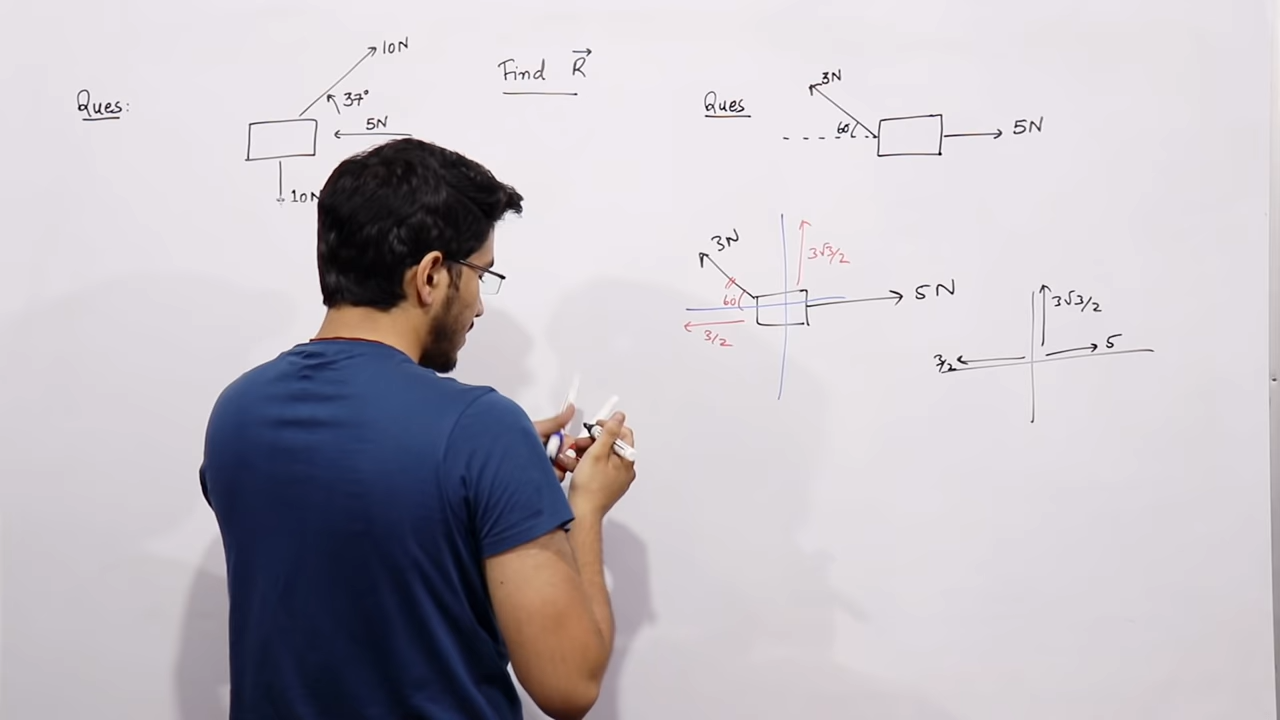 Ques:
10N
37°
5N
10N
Find R⃗
Ques
3N
60
5N
3N
60
3√3/2
3/2
5N
3√3/2
3/2
5